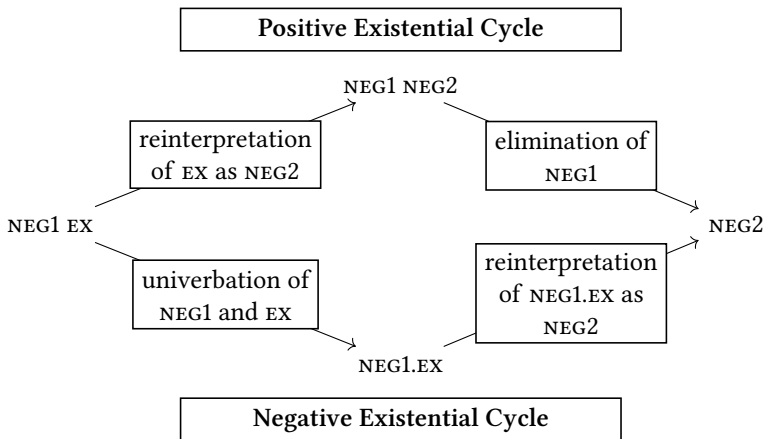 Positive Existential Cycle
NEG1 NEG2
reinterpretation
of EX as NEG2
elimination of
NEG1
NEG1 EX
NEG2
univerbation of
NEG1 and EX
reinterpretation
of NEG1.EX as
NEG2
NEG1.EX
Negative Existential Cycle